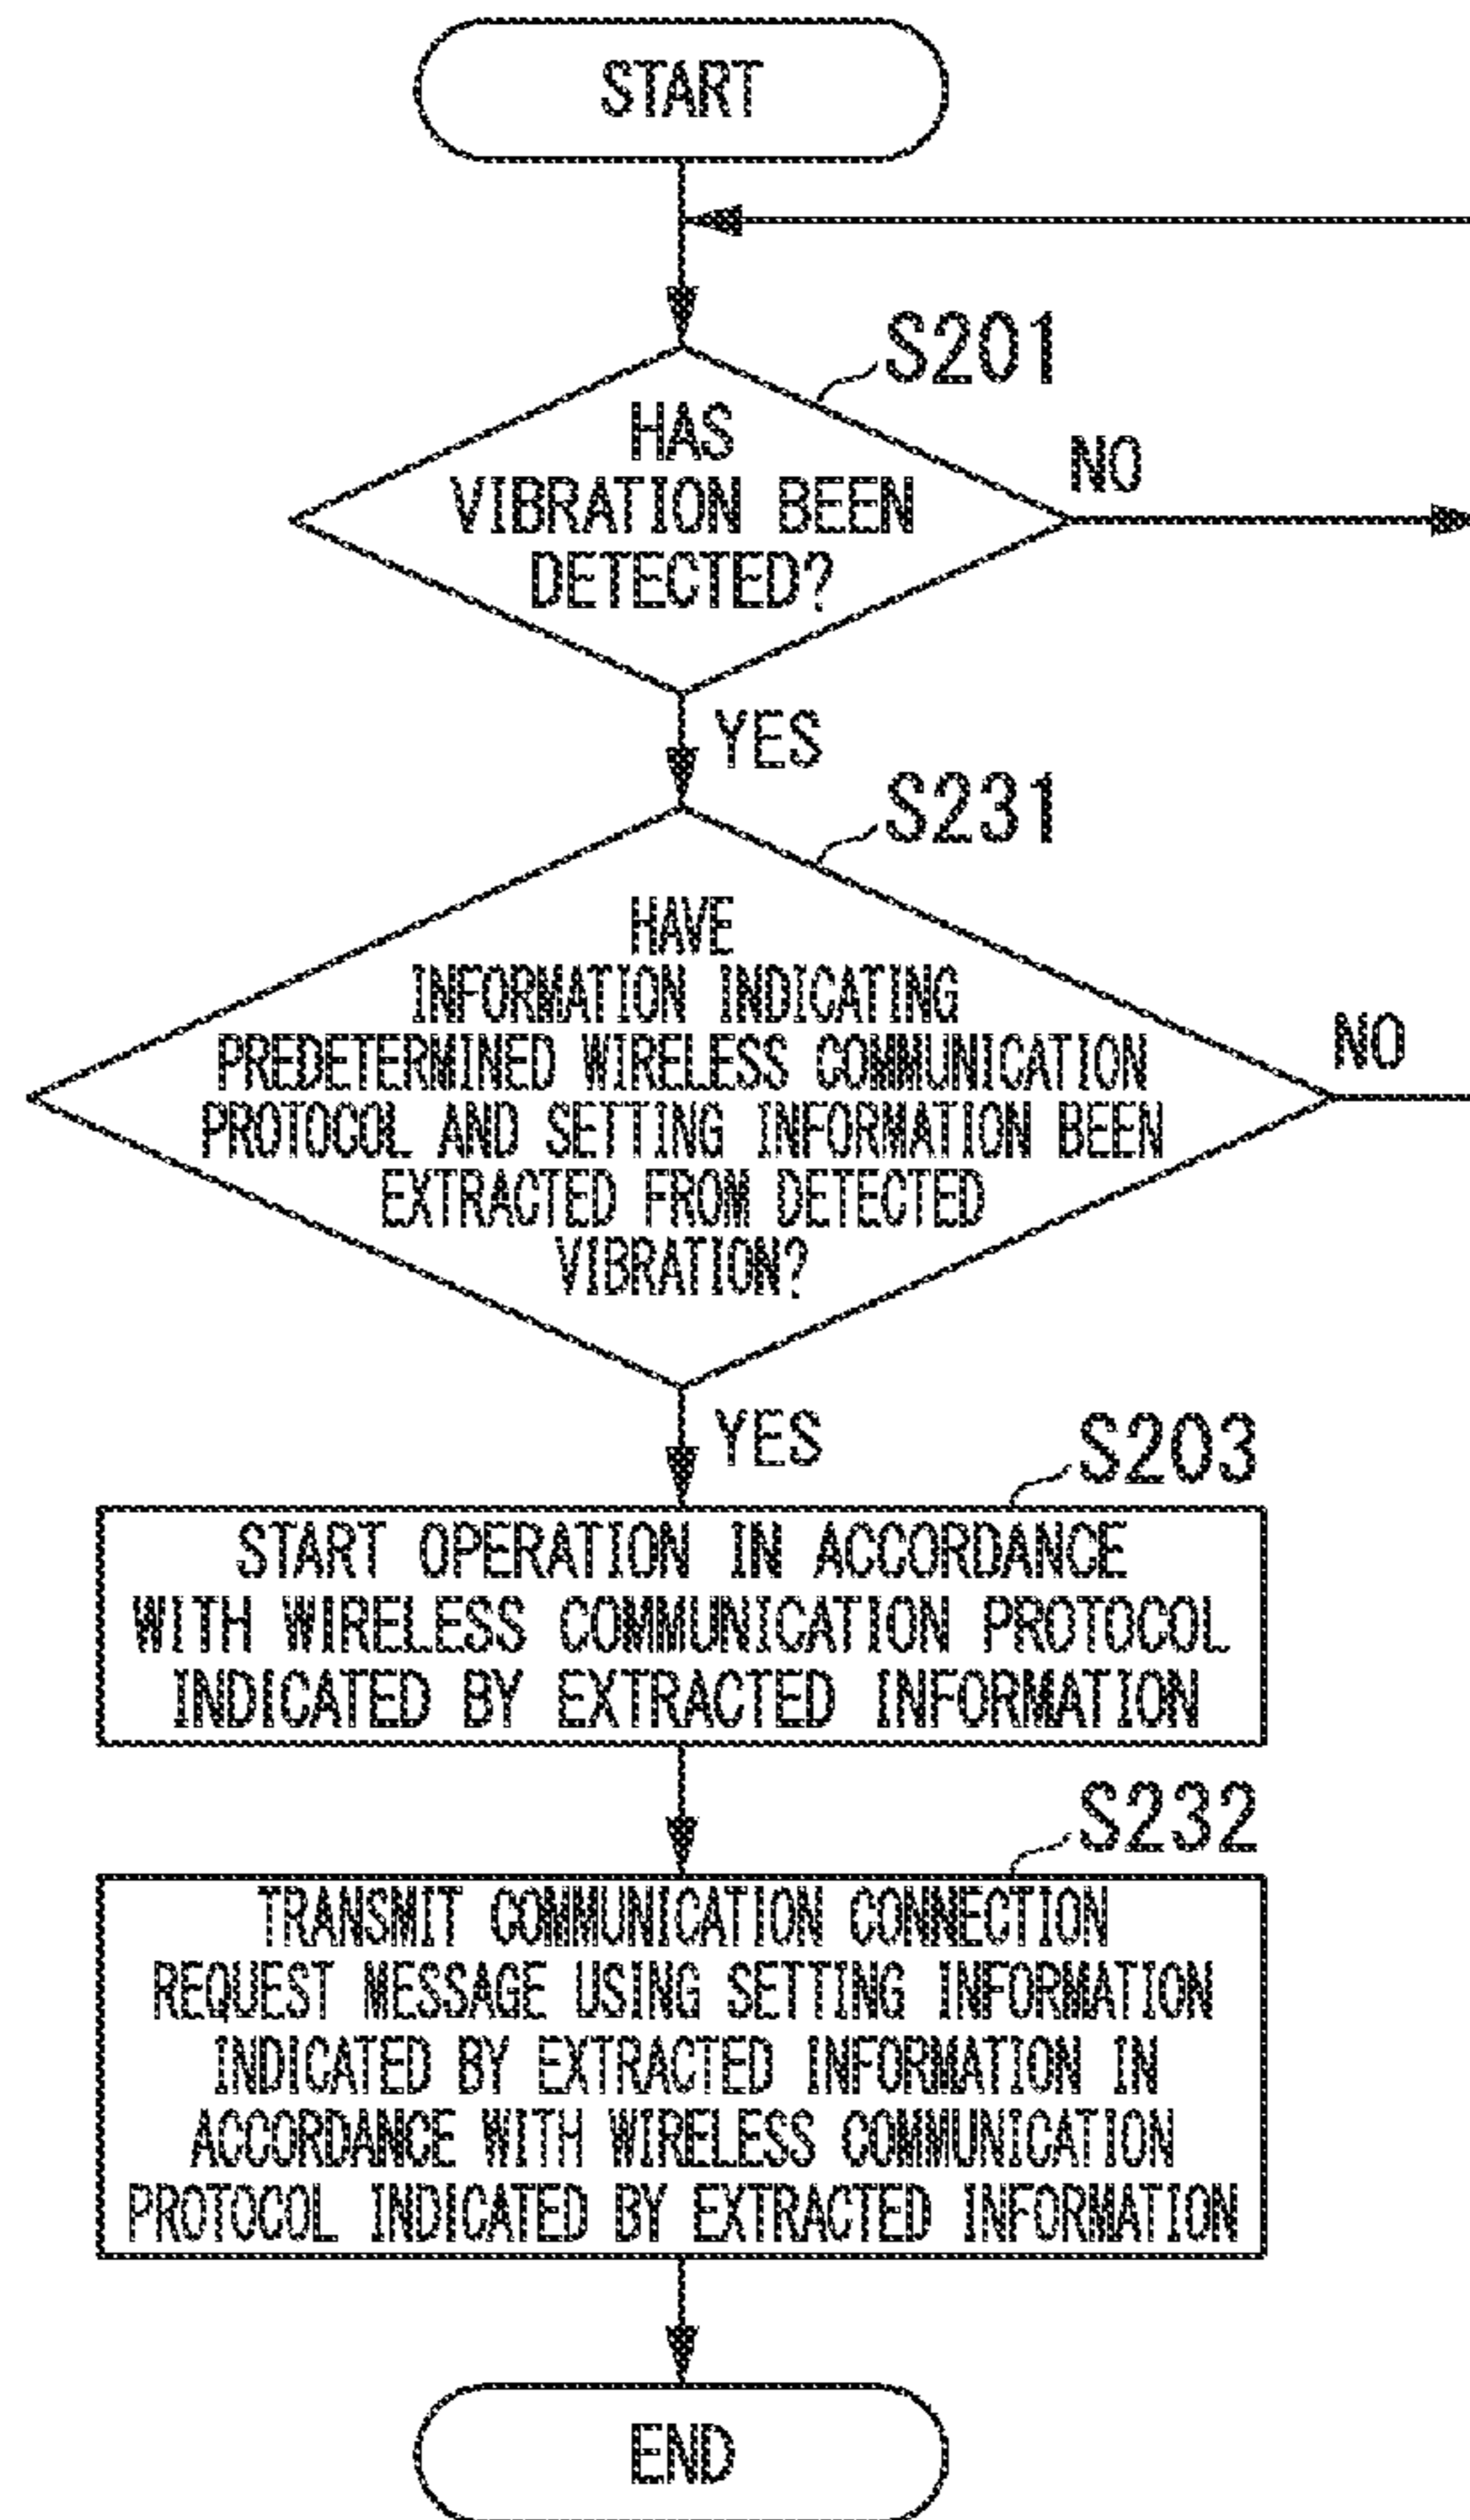 START
S201
HAS
VIBRATION BEEN
DETECTED?
NO
YES
S231
HAVE
INFORMATION INDICATING
PREDETERMINED WIRELESS COMMUNICATION
PROTOCOL AND SETTING INFORMATION BEEN
EXTRACTED FROM DETECTED
VIBRATION?
NO
YES
S203
START OPERATION IN ACCORDANCE
WITH WIRELESS COMMUNICATION PROTOCOL
INDICATED BY EXTRACTED INFORMATION
S232
TRANSMIT COMMUNICATION CONNECTION
REQUEST MESSAGE USING SETTING INFORMATION
INDICATED BY EXTRACTED INFORMATION IN
ACCORDANCE WITH WIRELESS COMMUNICATION
PROTOCOL INDICATED BY EXTRACTED INFORMATION
END